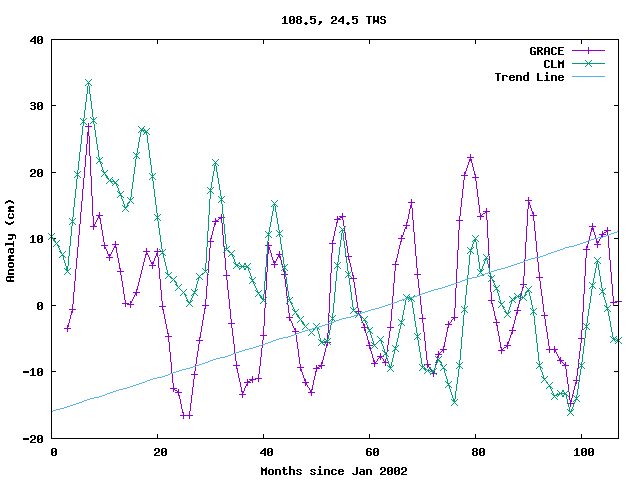 108.5, 24.5 TWS
GRACE
CLM
Trend Line
40
30
20
10
0
-10
-20
Anomaly (cm)
0 20 40 60 80 100
Months since Jan 2002